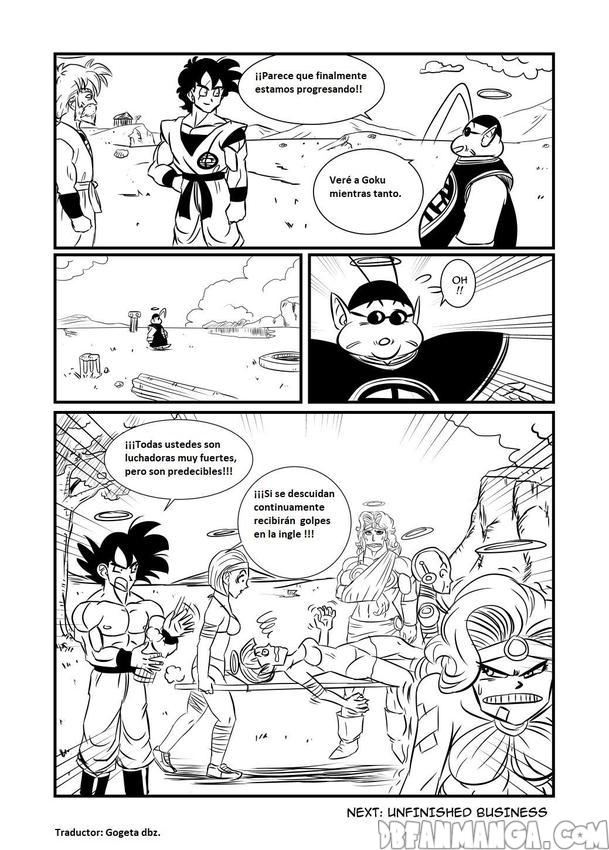 ¡¡Parece que finalmente
estamos progresando!!
Veré a Goku
mientras tanto.
OH
!!
¡¡¡Todas ustedes son
luchadoras muy fuertes,
pero son predecibles!!!
¡¡¡Si se descuidan
continuamente
recibirán golpes
en la ingle !!!
NEXT: UNFINISHED BUSINESS
Traductor: Gogeta dbz.
DBFANMANGA.COM